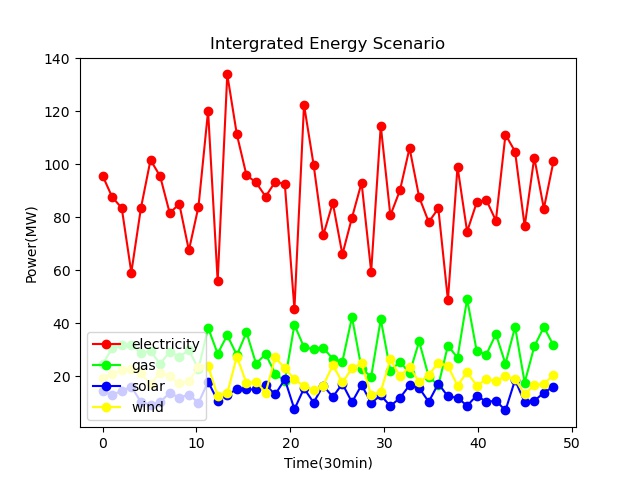 Intergrated Energy Scenario
Power(MW)
140
120
100
80
60
40
20
electricity
gas
solar
wind
0
10
20
30
40
50
Time(30min)